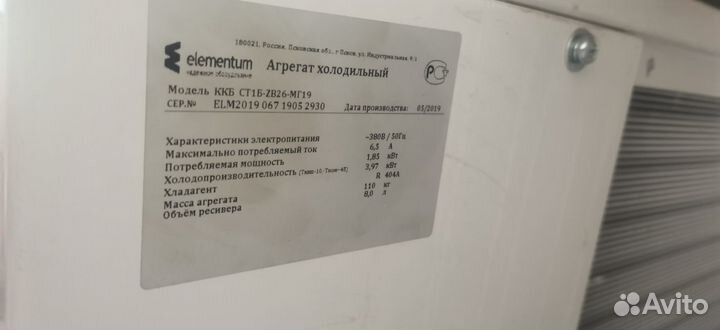 180021, Россия, Псковская обл., г.Псков, ул. Индустриальная, 9/1
elementum
надежное оборудование
Агрегат холодильный
Модель ККБ СТ1Б-ZB26-МГ19
СЕР.№ ELM2019 067 1905 2930 Дата производства: 05/2019
Характеристики электропитания ~380В/50Гц
Максимально потребляемый ток 6,5 А
Потребляемая мощность 1,85 кВт
Холодопроизводительность 3,97 кВт
Хладагент R 404A
Масса агрегата 110 кг
Объём ресивера 8,0 л
Avito